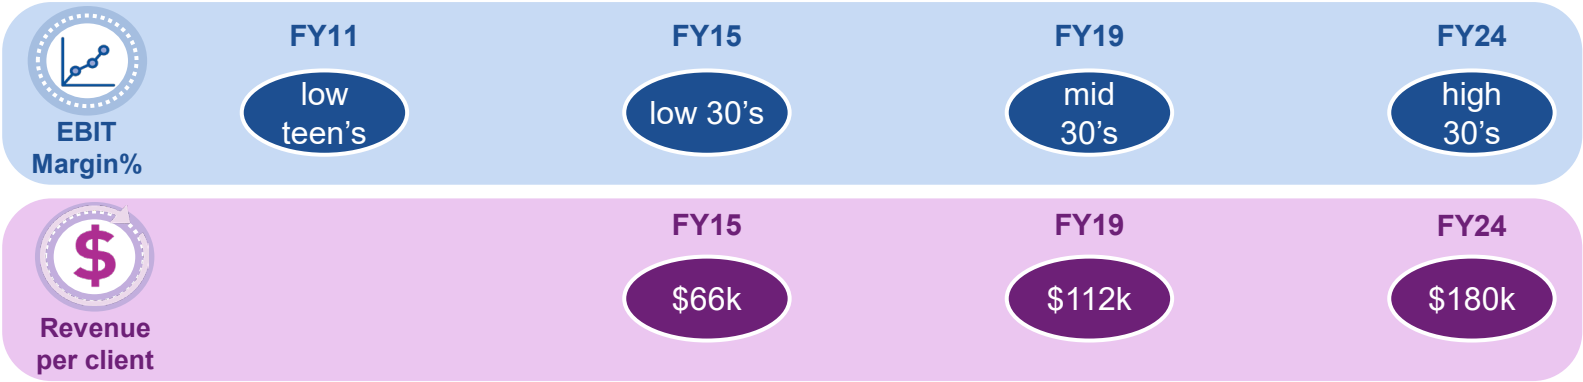 FY11 FY15 FY19 FY24
low
teen’s
low 30’s
mid
30’s
high
30’s
EBIT
Margin%
FY15 FY19 FY24
$
$66k $112k $180k
Revenue
per client